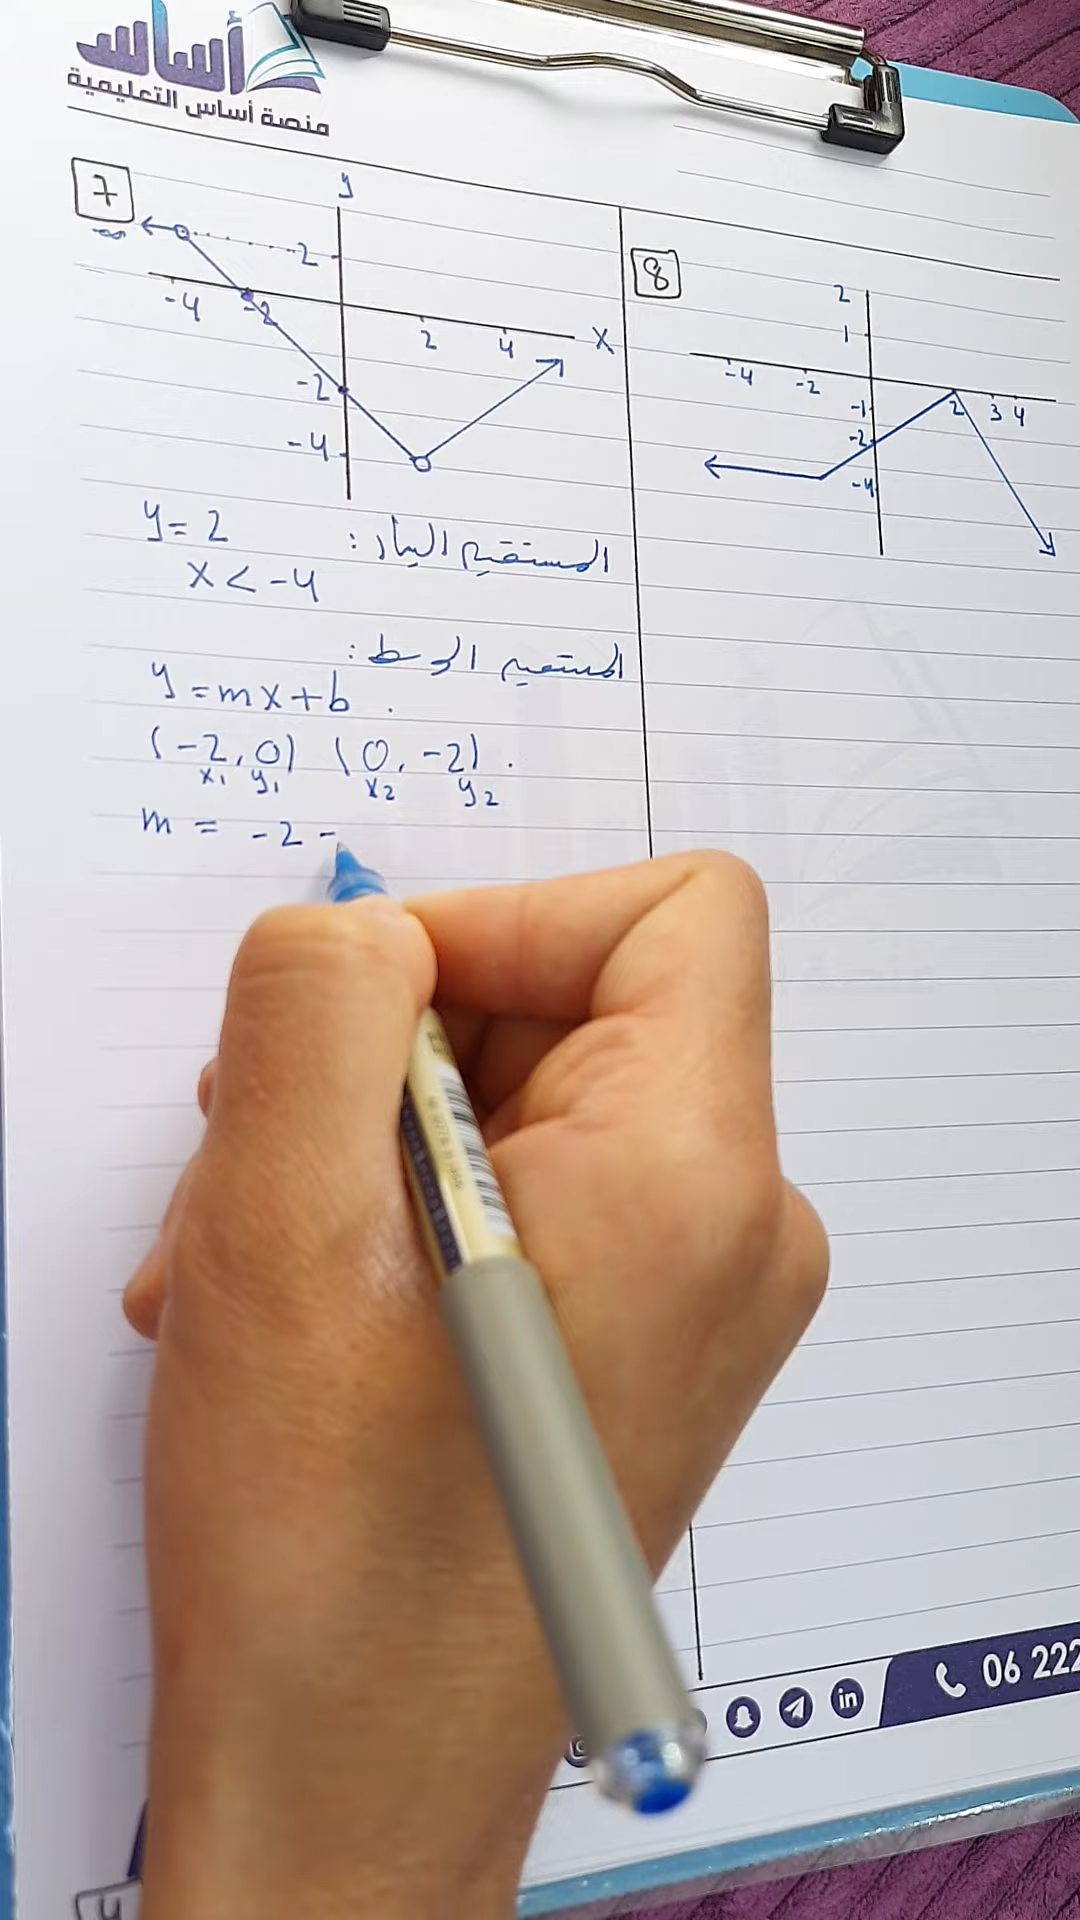 أساس
منصة أساس التعليمية
7
y
∞
2
-4
-2
2
4
x
-2
-4
y = 2
المستقيم اليسار :
x < -4
المستقيم الوسط :
y = mx + b .
(-2, 0) (0, -2) .
x₁ y₁ x₂ y₂
m = -2 -
8
2
1
-4
-2
-1
2
3
4
-2
-4
in
06 222